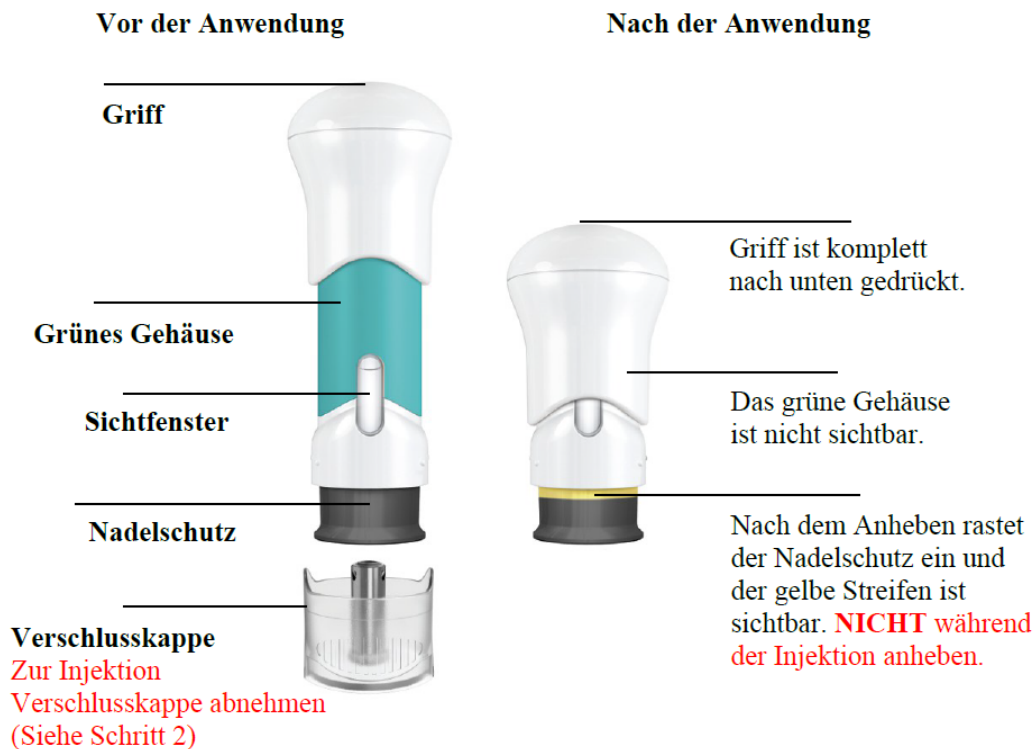 Vor der Anwendung
Griff
Grünes Gehäuse
Sichtfenster
Nadelschutz
Verschlusskappe
Zur Injektion
Verschlusskappe abnehmen
(Siehe Schritt 2)
Nach der Anwendung
Griff ist komplett
nach unten gedrückt.
Das grüne Gehäuse
ist nicht sichtbar.
Nach dem Anheben rastet
der Nadelschutz ein und
der gelbe Streifen ist
sichtbar. NICHT während
der Injektion anheben.